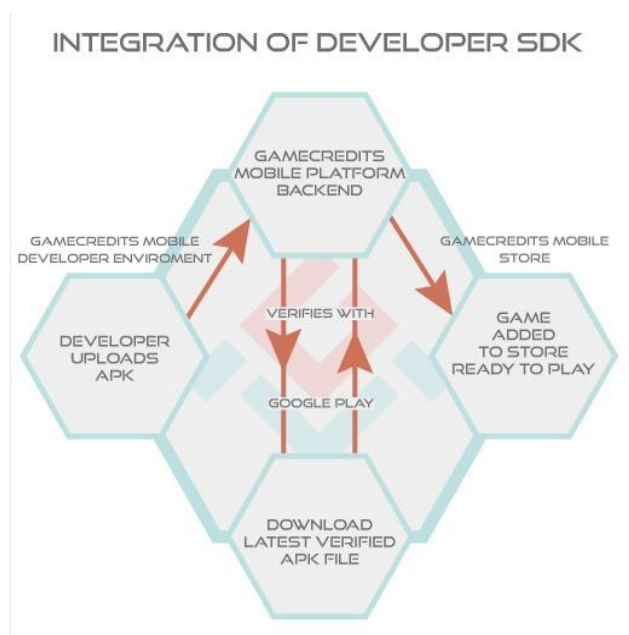 INTEGRATION OF DEVELOPER SDK
GAMECREDITS
MOBILE PLATFORM
BACKEND
GAMECREDITS MOBILE
DEVELOPER ENVIROMENT
GAMECREDITS MOBILE
STORE
VERIFIES WITH
DEVELOPER
UPLOADS
APK
GAME
ADDED
TO STORE
READY TO PLAY
GOOGLE PLAY
DOWNLOAD
LATEST VERIFIED
APK FILE